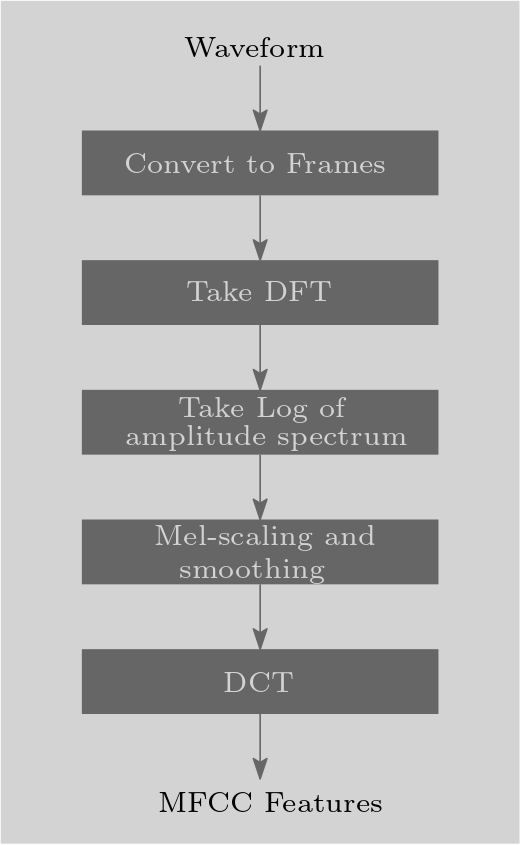 Waveform
Convert to Frames
Take DFT
Take Log of
amplitude spectrum
Mel-scaling and
smoothing
DCT
MFCC Features